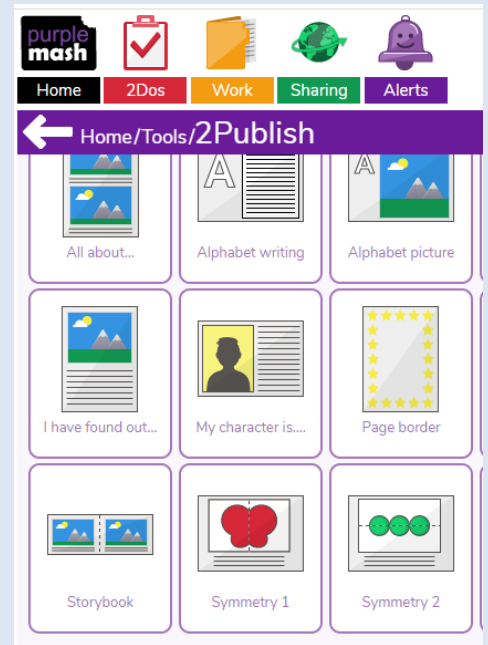 purple
mash
Home 2Dos Work Sharing Alerts
Home/Tools/2Publish
A A
All about... Alphabet writing Alphabet picture
I have found out... My character is.... Page border
Storybook Symmetry 1 Symmetry 2